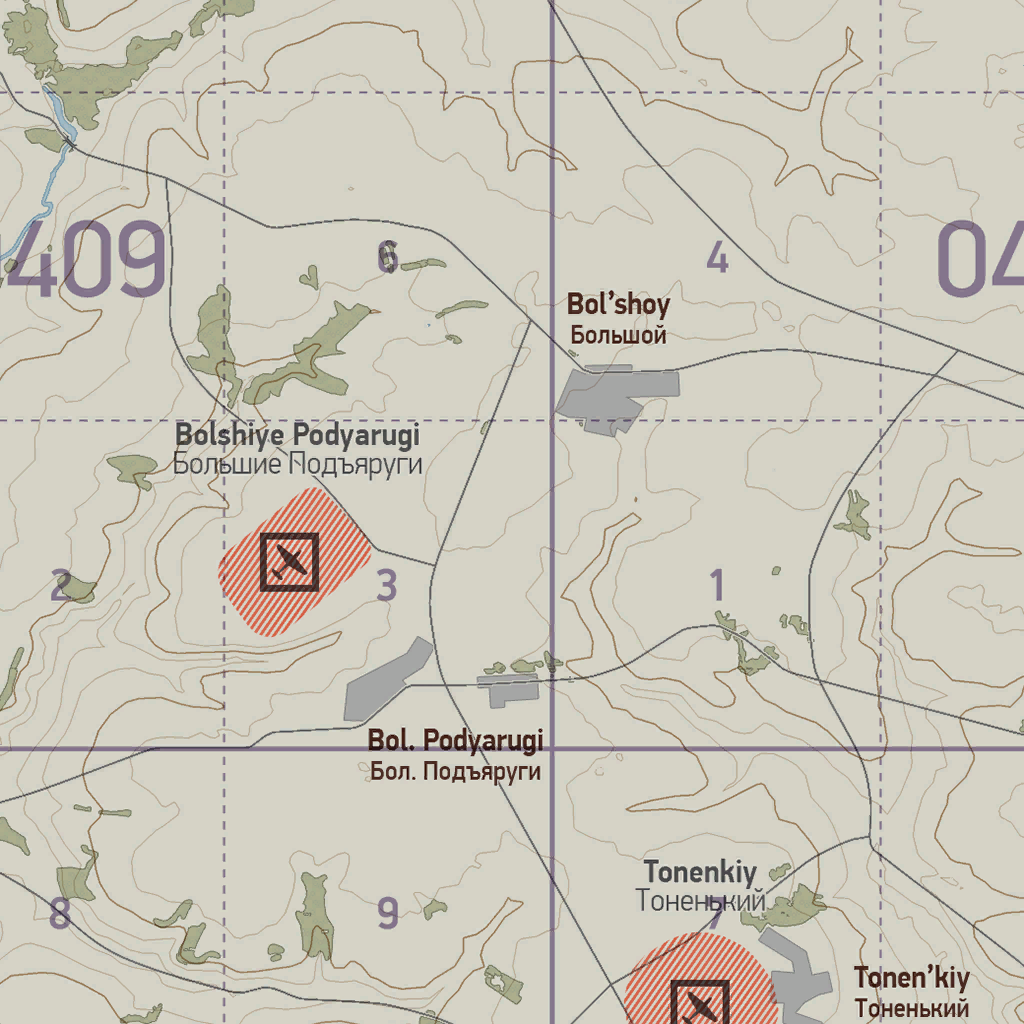 409
6
4
04
Bol'shoy
Большой
Bolshiye Podyarugi
Большие Подъяруги
2
3
1
Bol. Podyarugi
Бол. Подъяруги
Tonenkiy
Тоненький
8
9
7
Tonen'kiy
Тоненький